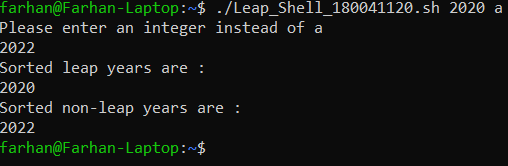 farhan@Farhan-Laptop:~$ ./Leap_Shell_180041120.sh 2020 a
Please enter an integer instead of a
2022
Sorted leap years are :
2020
Sorted non-leap years are :
2022
farhan@Farhan-Laptop:~$